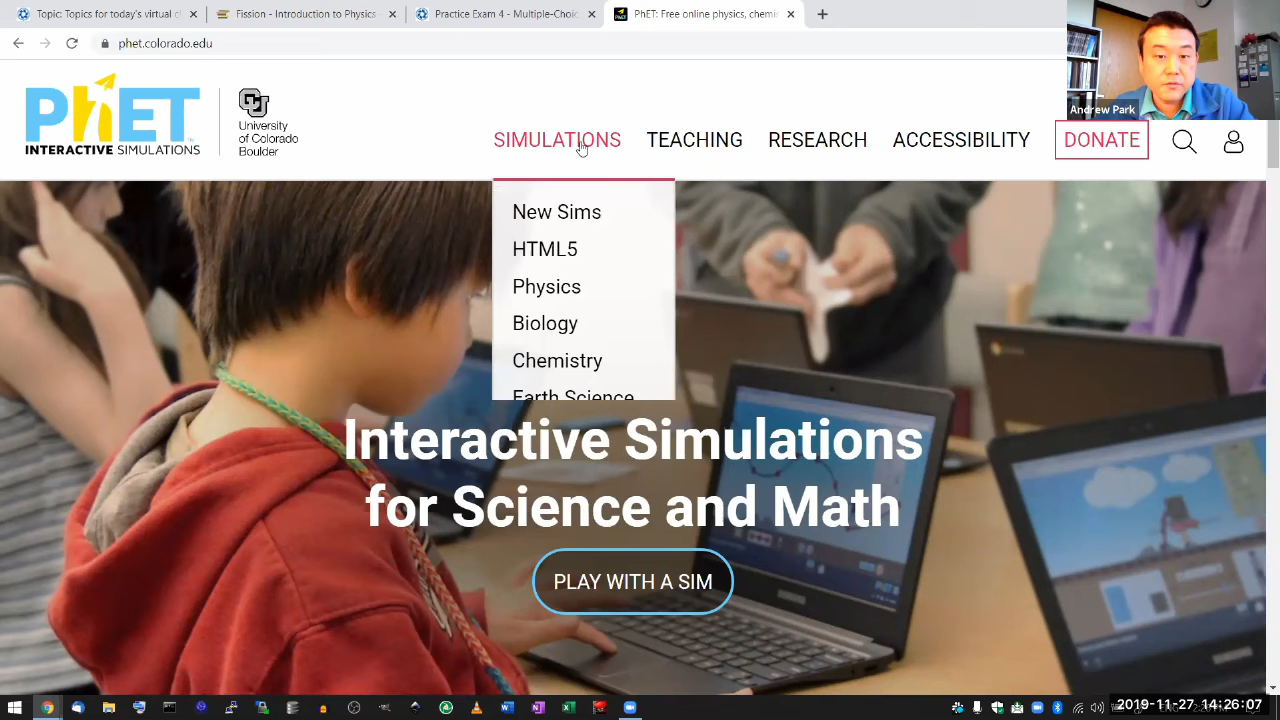 Topic: Topics for today's virtual c
Fission - Introduction to Physics
Practice Exam 4 - Multiple-Choic
PhET: Free online physics, chemi
phet.colorado.edu
Andrew Park
PhET
INTERACTIVE SIMULATIONS
CU
University
of Colorado
Boulder
SIMULATIONS
TEACHING
RESEARCH
ACCESSIBILITY
DONATE
New Sims
HTML5
Physics
Biology
Chemistry
Earth Science
Interactive Simulations
for Science and Math
PLAY WITH A SIM
2019-11-27 14:26:07